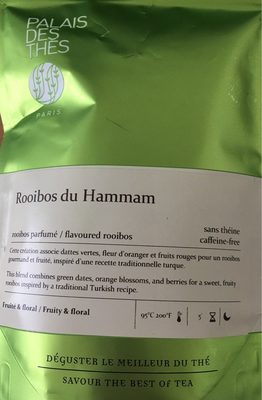 PALAIS
DES
THÉS
PARIS
Rooibos du Hammam
rooibos parfumé / flavoured rooibos
sans théine
caffeine-free
Cette création associe dattes vertes, fleur d'oranger et fruits rouges pour un rooibos
gourmand et fruité, inspiré d'une recette traditionnelle turque.
This blend combines green dates, orange blossoms, and berries for a sweet, fruity
rooibos inspired by a traditional Turkish recipe.
Fruité & floral / Fruity & floral
95°C 200°F
5
DÉGUSTER LE MEILLEUR DU THÉ
SAVOUR THE BEST OF TEA